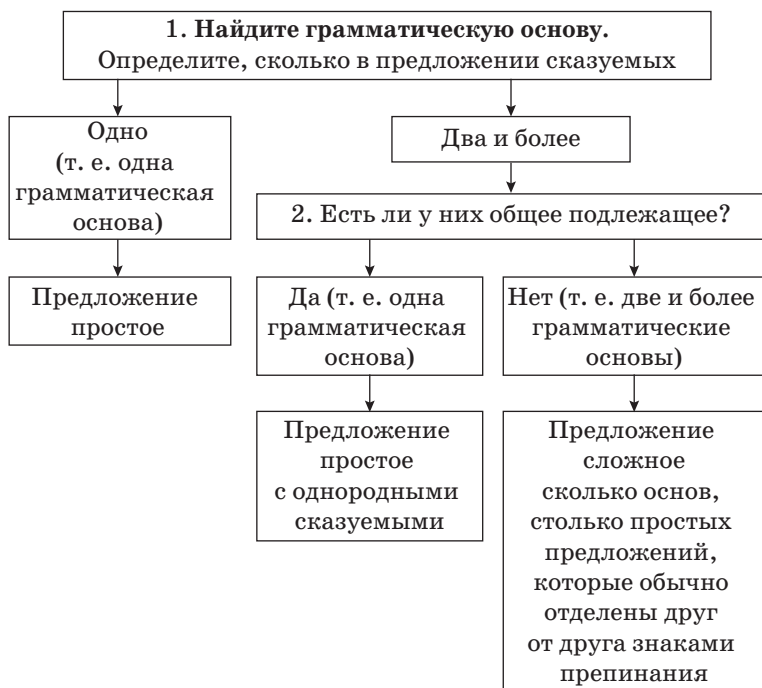 1. Найдите грамматическую основу.
Определите, сколько в предложении сказуемых
Одно
(т. е. одна
грамматическая
основа)
Два и более
2. Есть ли у них общее подлежащее?
Предложение
простое
Да (т. е. одна
грамматическая
основа)
Нет (т. е. две и более
грамматические
основы)
Предложение
простое
с однородными
сказуемыми
Предложение
сложное
сколько основ,
столько простых
предложений,
которые обычно
отделены друг
от друга знаками
препинания